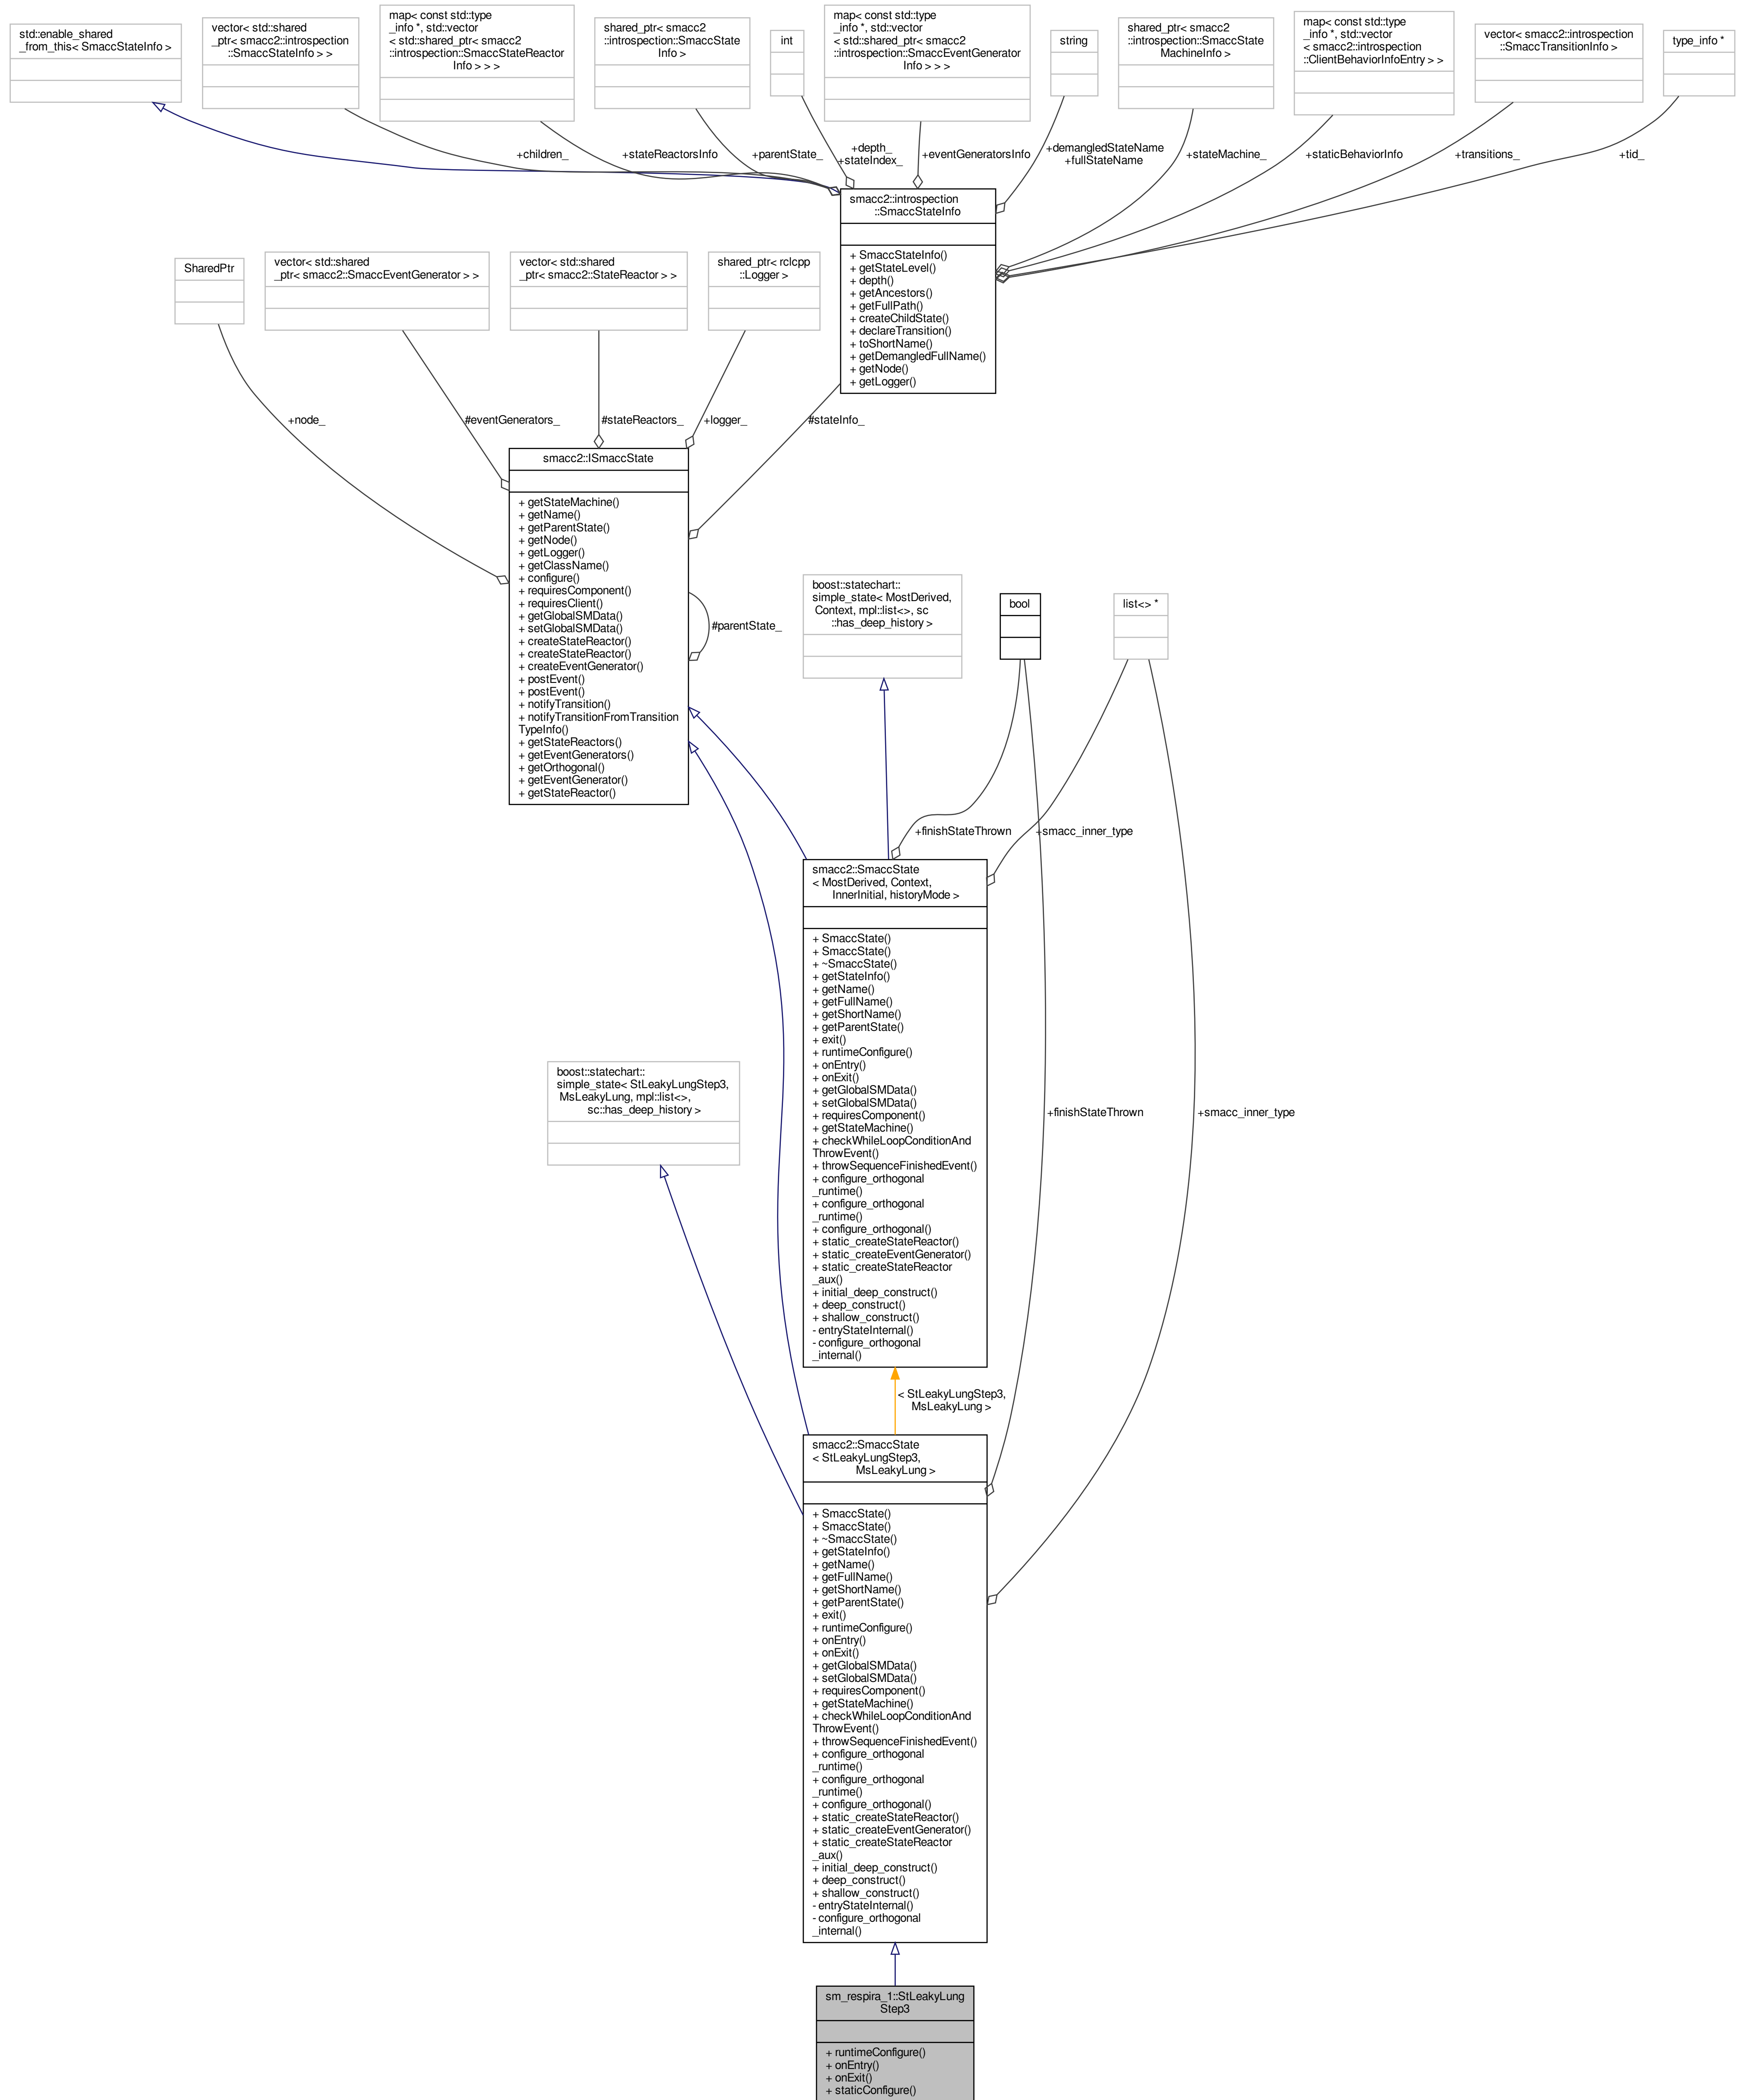 std::enable_shared
_from_this< SmaccStateInfo >
vector< std::shared
_ptr< smacc2::introspection
::SmaccStateInfo > >
map< const std::type
_info *, std::vector
< std::shared_ptr< smacc2
::introspection::SmaccStateReactor
Info > > >
shared_ptr< smacc2
::introspection::SmaccState
Info >
int
map< const std::type
_info *, std::vector
< std::shared_ptr< smacc2
::introspection::SmaccEventGenerator
Info > > >
string
shared_ptr< smacc2
::introspection::SmaccState
MachineInfo >
map< const std::type
_info *, std::vector
< smacc2::introspection
::ClientBehaviorInfoEntry > >
vector< smacc2::introspection
::SmaccTransitionInfo >
type_info *
+children_
+stateReactorsInfo
+parentState_
+depth_
+stateIndex_
+eventGeneratorsInfo
+demangledStateName
+fullStateName
+stateMachine_
+staticBehaviorInfo
+transitions_
+tid_
smacc2::introspection
::SmaccStateInfo
+ SmaccStateInfo()
+ getStateLevel()
+ depth()
+ getAncestors()
+ getFullPath()
+ createChildState()
+ declareTransition()
+ toShortName()
+ getDemangledFullName()
+ getNode()
+ getLogger()
SharedPtr
vector< std::shared
_ptr< smacc2::SmaccEventGenerator > >
vector< std::shared
_ptr< smacc2::StateReactor > >
shared_ptr< rclcpp
::Logger >
+node_
#eventGenerators_
#stateReactors_
+logger_
#stateInfo_
smacc2::ISmaccState
+ getStateMachine()
+ getName()
+ getParentState()
+ getNode()
+ getLogger()
+ getClassName()
+ configure()
+ requiresComponent()
+ requiresClient()
+ getGlobalSMData()
+ setGlobalSMData()
+ createStateReactor()
+ createStateReactor()
+ createEventGenerator()
+ postEvent()
+ postEvent()
+ notifyTransition()
+ notifyTransitionFromTransition
TypeInfo()
+ getStateReactors()
+ getEventGenerators()
+ getOrthogonal()
+ getEventGenerator()
+ getStateReactor()
#parentState_
boost::statechart::
simple_state< MostDerived,
Context, mpl::list<>, sc
::has_deep_history >
bool
list<> *
+finishStateThrown
+smacc_inner_type
smacc2::SmaccState
< MostDerived, Context,
InnerInitial, historyMode >
+ SmaccState()
+ SmaccState()
+ ~SmaccState()
+ getStateInfo()
+ getName()
+ getFullName()
+ getShortName()
+ getParentState()
+ exit()
+ runtimeConfigure()
+ onEntry()
+ onExit()
+ getGlobalSMData()
+ setGlobalSMData()
+ requiresComponent()
+ getStateMachine()
+ checkWhileLoopConditionAnd
ThrowEvent()
+ throwSequenceFinishedEvent()
+ configure_orthogonal
_runtime()
+ configure_orthogonal
_runtime()
+ configure_orthogonal()
+ static_createStateReactor()
+ static_createEventGenerator()
+ static_createStateReactor
_aux()
+ initial_deep_construct()
+ deep_construct()
+ shallow_construct()
- entryStateInternal()
- configure_orthogonal
_internal()
boost::statechart::
simple_state< StLeakyLungStep3,
MsLeakyLung, mpl::list<>,
sc::has_deep_history >
+finishStateThrown
+smacc_inner_type
< StLeakyLungStep3,
MsLeakyLung >
smacc2::SmaccState
< StLeakyLungStep3,
MsLeakyLung >
+ SmaccState()
+ SmaccState()
+ ~SmaccState()
+ getStateInfo()
+ getName()
+ getFullName()
+ getShortName()
+ getParentState()
+ exit()
+ runtimeConfigure()
+ onEntry()
+ onExit()
+ getGlobalSMData()
+ setGlobalSMData()
+ requiresComponent()
+ getStateMachine()
+ checkWhileLoopConditionAnd
ThrowEvent()
+ throwSequenceFinishedEvent()
+ configure_orthogonal
_runtime()
+ configure_orthogonal
_runtime()
+ configure_orthogonal()
+ static_createStateReactor()
+ static_createEventGenerator()
+ static_createStateReactor
_aux()
+ initial_deep_construct()
+ deep_construct()
+ shallow_construct()
- entryStateInternal()
- configure_orthogonal
_internal()
sm_respira_1::StLeakyLung
Step3
+ runtimeConfigure()
+ onEntry()
+ onExit()
+ staticConfigure()